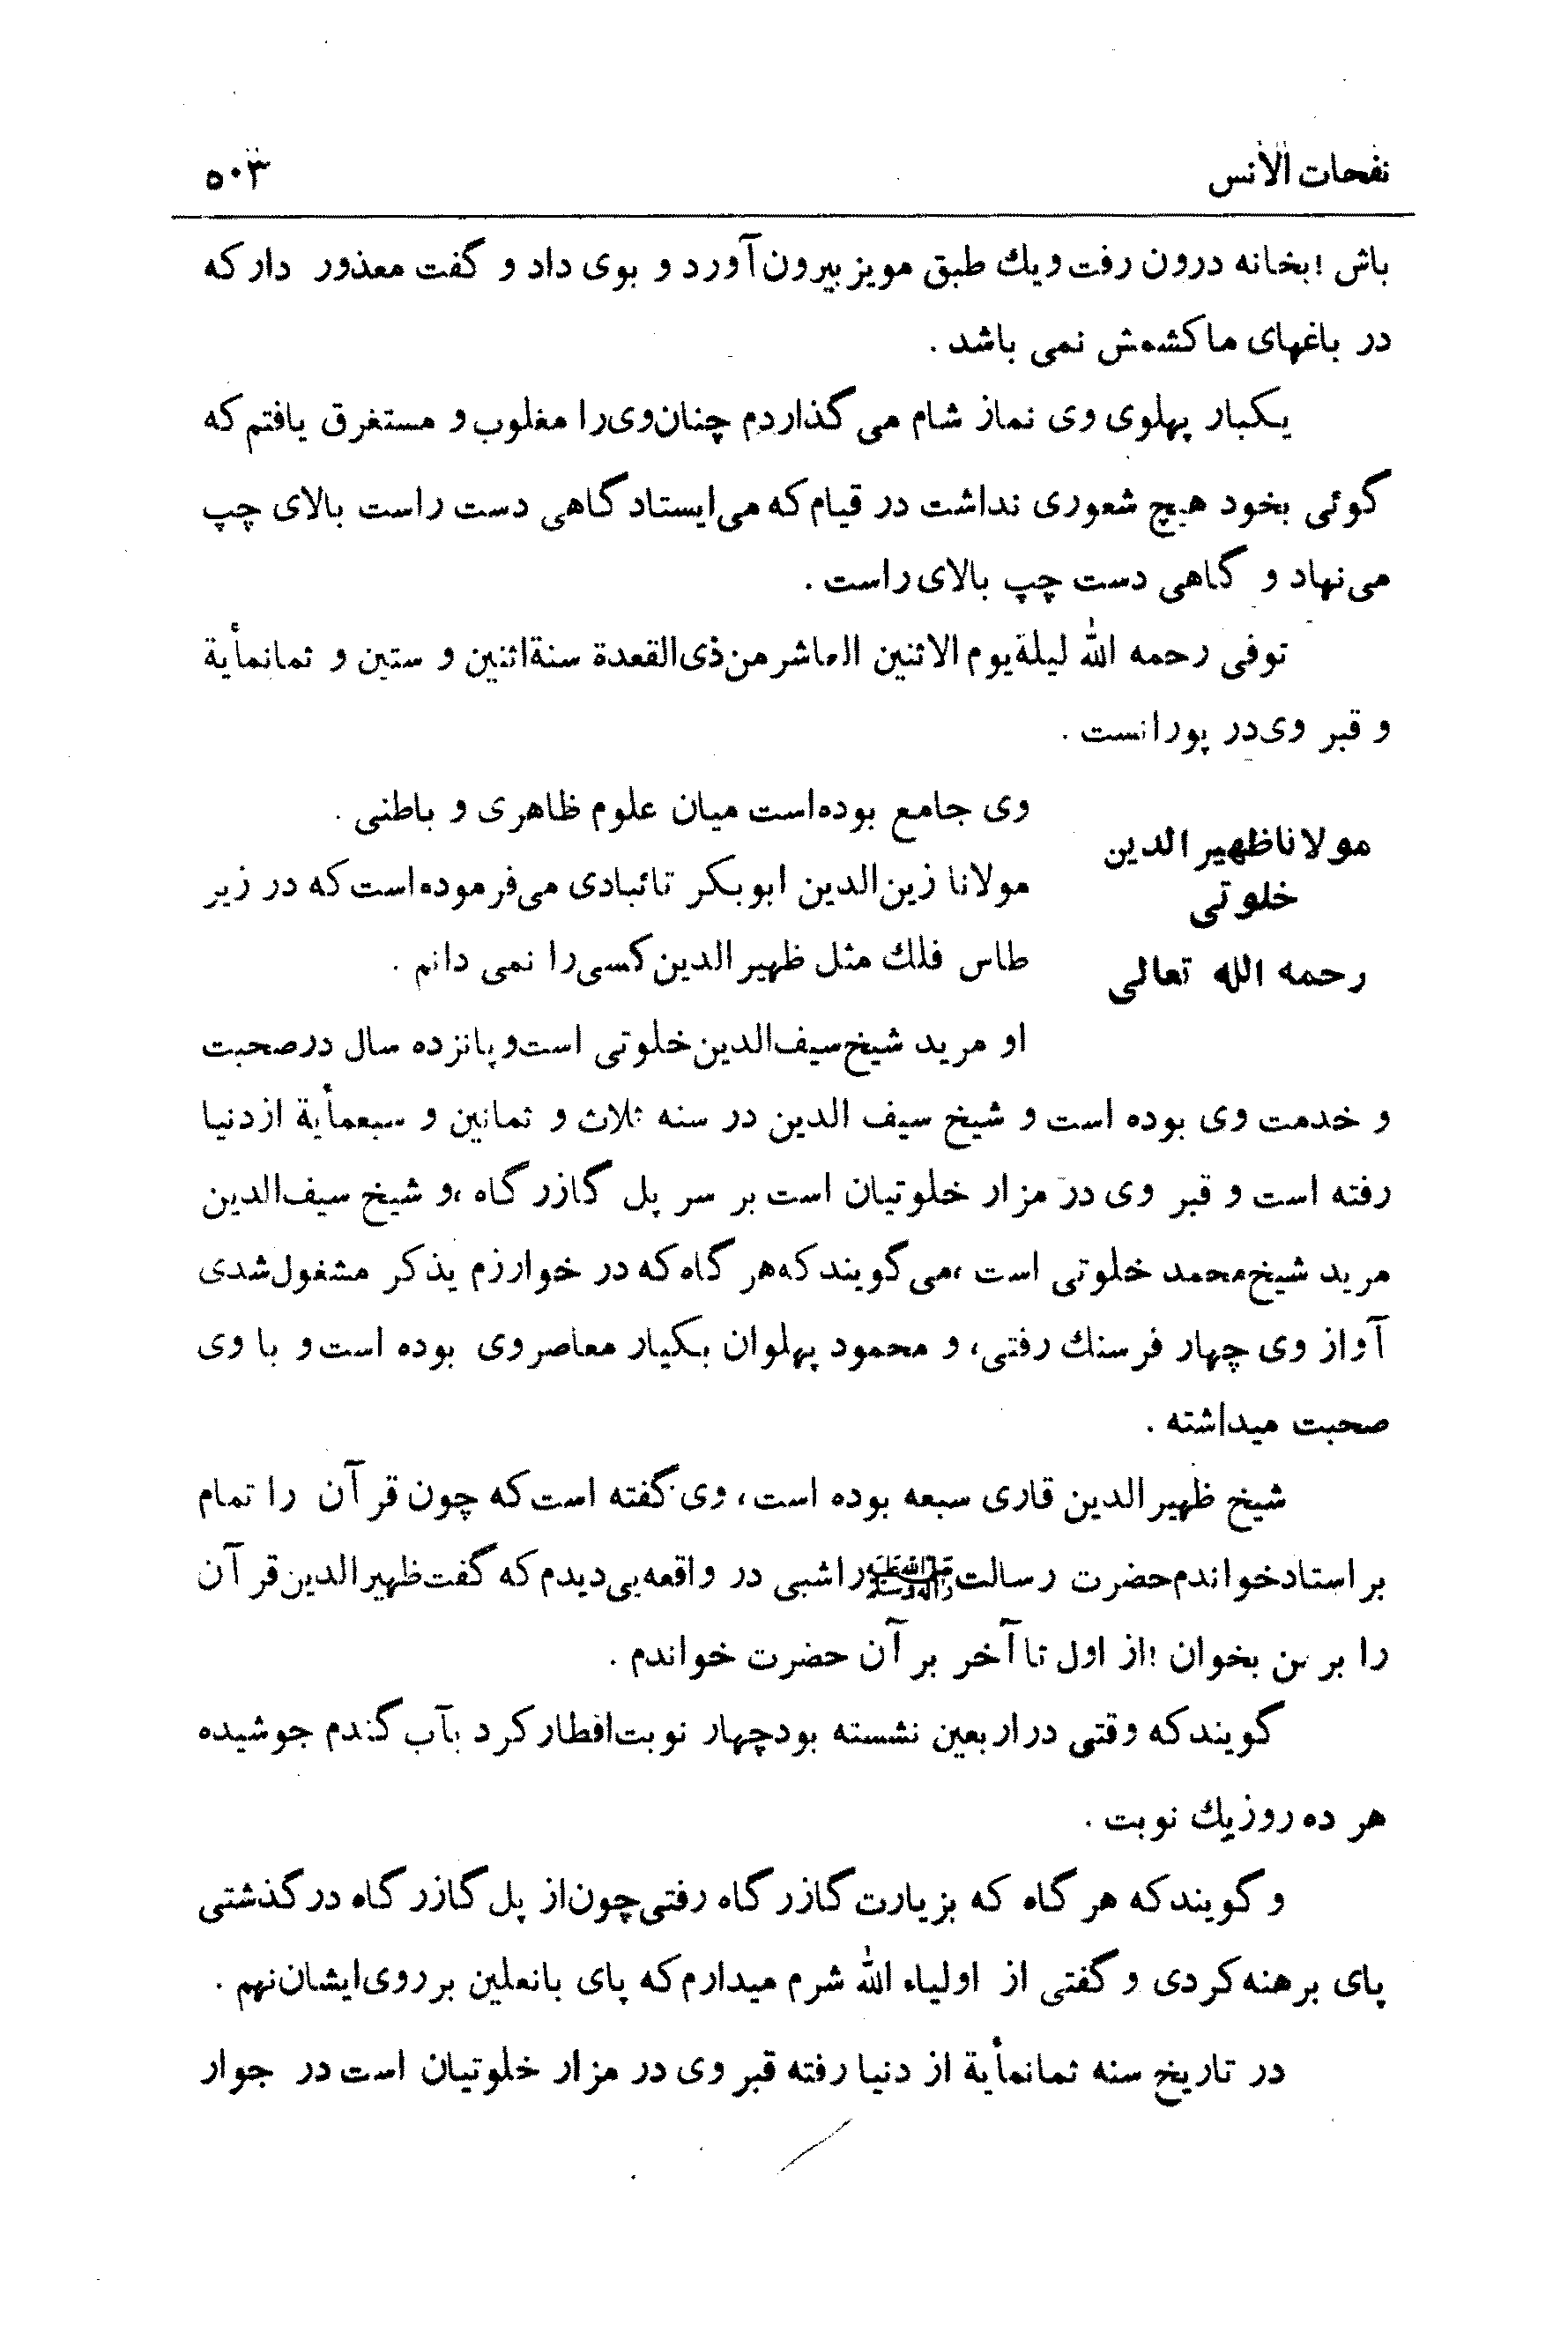 نفحات الأنس
۵۰۳
باش ! بخانه درون رفت و یك طبق مویز بیرون آورد و بوی داد و گفت معذور دار که
در باغهای ما کشمش نمی باشد .
یکبار پهلوی وی نماز شام می گذاردم چنان وی را مغلوب و مستغرق یافتم که
گوئی بخود هیچ شعوری نداشت در قیام که می ایستاد گاهی دست راست بالای چپ
می نهاد و گاهی دست چپ بالای راست .
توفی رحمه الله لیلة یوم الاثنین العاشر من ذی القعدة سنة اثنین و ستین و ثمانمأیة
و قبر وی در پورانست .
مولانا ظهیر الدین
خلوتی
رحمه الله تعالی
وی جامع بوده است میان علوم ظاهری و باطنی .
مولانا زین الدین ابوبکر تائبادی می فرموده است که در زیر
طاس فلك مثل ظهیر الدین کسی را نمی دانم .
او مرید شیخ سیف الدین خلوتی است و پانزده سال در صحبت
و خدمت وی بوده است و شیخ سیف الدین در سنه ثلاث و ثمانین و سبعمأیة از دنیا
رفته است و قبر وی در مزار خلوتیان است بر سر پل گازر گاه ، و شیخ سیف الدین
مرید شیخ محمد خلوتی است ، می گویند که هر گاه که در خوارزم بذکر مشغول شدی
آواز وی چهار فرسنك رفتی ، و محمود پهلوان بکیار معاصر وی بوده است و با وی
صحبت میداشته .
شیخ ظهیر الدین قاری سبعه بوده است ، وی گفته است که چون قر آن را تمام
بر استاد خواندم حضرت رسالت صلی الله علیه و آله وسلم را شبی در واقعه یی دیدم که گفت ظهیر الدین قر آن
را بر من بخوان ! از اول تا آخر بر آن حضرت خواندم .
گویند که وقتی در اربعین نشسته بود چهار نوبت افطار کرد بآب گندم جوشیده
هر ده روز یك نوبت .
و گویند که هر گاه که بزیارت گازر گاه رفتی چون از پل گازر گاه در گذشتی
پای برهنه کردی و گفتی از اولیاء الله شرم میدارم که پای بانعلین بر روی ایشان نهم .
در تاریخ سنه ثمانمأیة از دنیا رفته قبر وی در مزار خلوتیان است در جوار